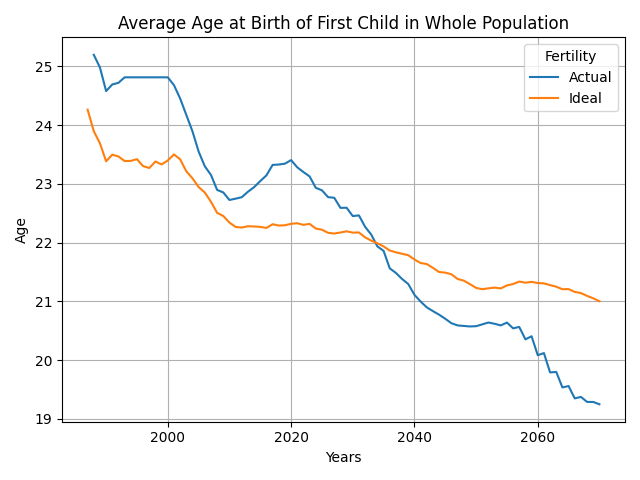 Average Age at Birth of First Child in Whole Population
Fertility
Actual
Ideal
Age
25
24
23
22
21
20
19
2000
2020
2040
2060
Years